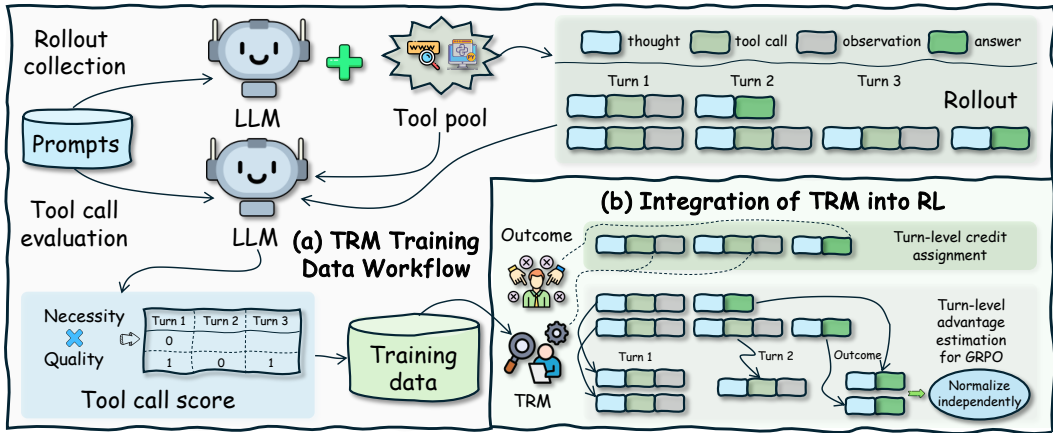 Rollout
collection
LLM
Tool pool
www
thought
tool call
observation
answer
Turn 1
Turn 2
Turn 3
Rollout
Prompts
Tool call
evaluation
LLM
(a) TRM Training
Data Workflow
Necessity
Quality
Turn 1
Turn 2
Turn 3
0
1
0
1
Tool call score
Training
data
(b) Integration of TRM into RL
Outcome
Turn-level credit
assignment
TRM
Turn 1
Turn 2
Outcome
Turn-level
advantage
estimation
for GRPO
Normalize
independently